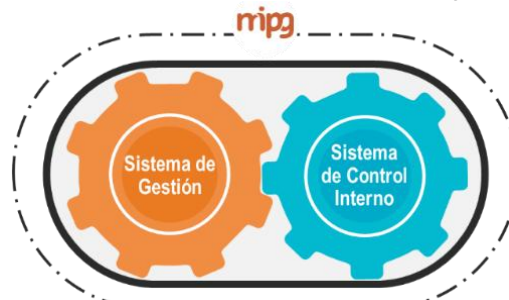 mipg
Sistema de
Gestión
Sistema
de Control
Interno